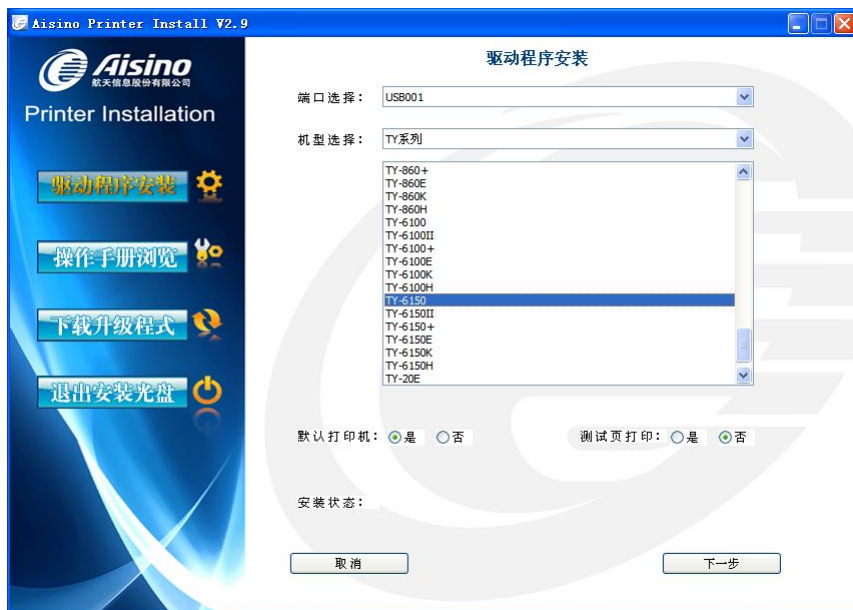 Aisino Printer Install V2.9
Aisino
航天信息股份有限公司
Printer Installation
驱动程序安装
操作手册浏览
下载升级程式
退出安装光盘
驱动程序安装
端口选择： USB001
机型选择： TY系列
TY-860+
TY-860E
TY-860K
TY-860H
TY-6100
TY-6100II
TY-6100+
TY-6100E
TY-6100K
TY-6100H
TY-6150
TY-6150II
TY-6150+
TY-6150E
TY-6150K
TY-6150H
TY-20E
默认打印机： 是 否 测试页打印： 是 否
安装状态：
取消 下一步